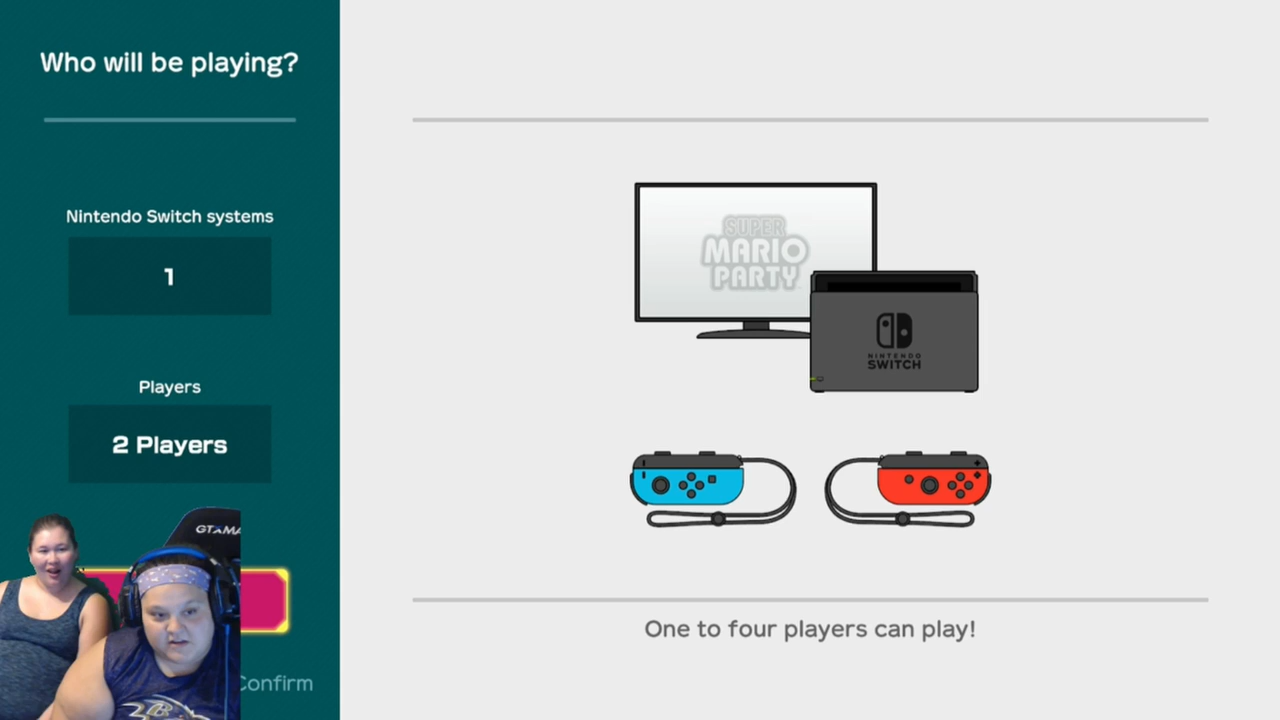 Who will be playing?
Nintendo Switch systems
1
Players
2 Players
GTXMA
Confirm
SUPER
MARIO
PARTY
NINTENDO
SWITCH
One to four players can play!